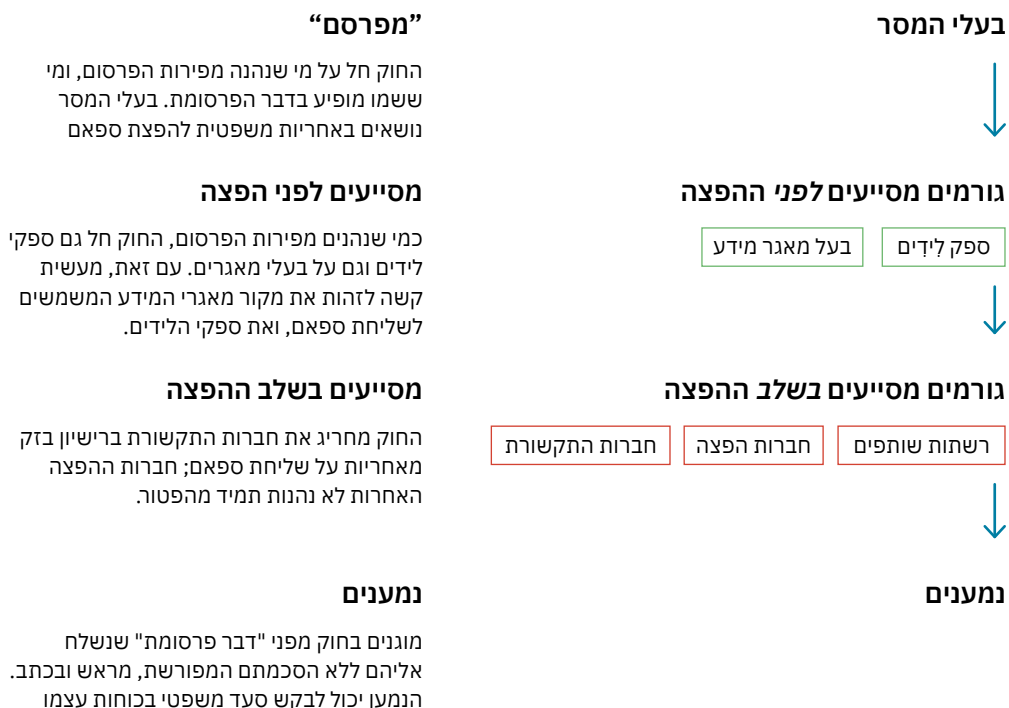 בעלי המסר
”מפרסם“
החוק חל על מי שנהנה מפירות הפרסום, ומי
ששמו מופיע בדבר הפרסומת. בעלי המסר
נושאים באחריות משפטית להפצת ספאם
גורמים מסייעים לפני ההפצה
ספק לִידִים
בעל מאגר מידע
מסייעים לפני הפצה
כמי שנהנים מפירות הפרסום, החוק חל גם ספקי
לידים וגם על בעלי מאגרים. עם זאת, מעשית
קשה לזהות את מקור מאגרי המידע המשמשים
לשליחת ספאם, ואת ספקי הלידים.
גורמים מסייעים בשלב ההפצה
רשתות שותפים
חברות הפצה
חברות התקשורת
מסייעים בשלב ההפצה
החוק מחריג את חברות התקשורת ברישיון בזק
מאחריות על שליחת ספאם; חברות ההפצה
האחרות לא נהנות תמיד מהפטור.
נמענים
נמענים
מוגנים בחוק מפני "דבר פרסומת" שנשלח
אליהם ללא הסכמתם המפורשת, מראש ובכתב.
הנמען יכול לבקש סעד משפטי בכוחות עצמו